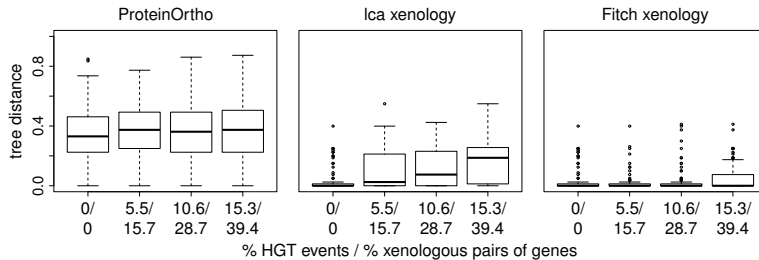 ProteinOrtho lca xenology Fitch xenology
tree distance
0.8
0.4
0.0
0/ 5.5/ 10.6/ 15.3/ 0/ 5.5/ 10.6/ 15.3/ 0/ 5.5/ 10.6/ 15.3/
0 15.7 28.7 39.4 0 15.7 28.7 39.4 0 15.7 28.7 39.4
% HGT events / % xenologous pairs of genes